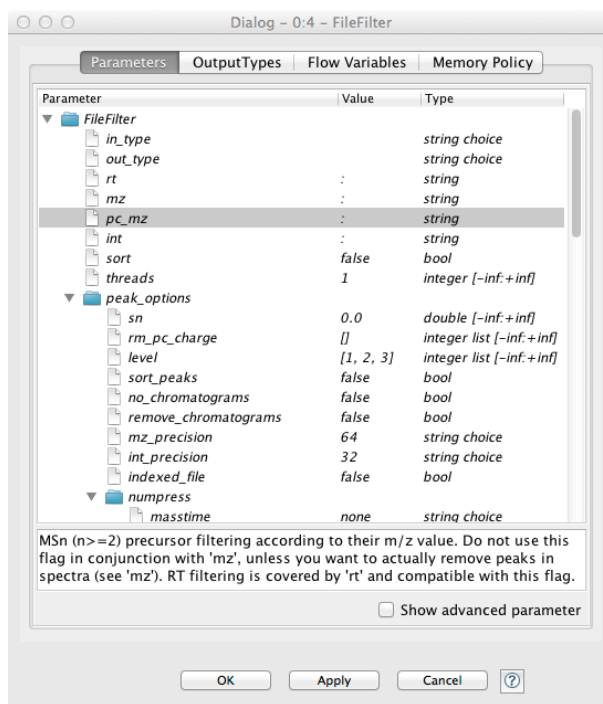 Dialog – 0:4 – FileFilter
Parameters OutputTypes Flow Variables Memory Policy
Parameter Value Type
FileFilter
in_type string choice
out_type string choice
rt : string
mz : string
pc_mz : string
int : string
sort false bool
threads 1 integer [-inf:+inf]
peak_options
sn 0.0 double [-inf:+inf]
rm_pc_charge [] integer list [-inf:+inf]
level [1, 2, 3] integer list [-inf:+inf]
sort_peaks false bool
no_chromatograms false bool
remove_chromatograms false bool
mz_precision 64 string choice
int_precision 32 string choice
indexed_file false bool
numpress
masstime none string choice
MSn (n>=2) precursor filtering according to their m/z value. Do not use this
flag in conjunction with 'mz', unless you want to actually remove peaks in
spectra (see 'mz'). RT filtering is covered by 'rt' and compatible with this flag.
Show advanced parameter
OK Apply Cancel ?